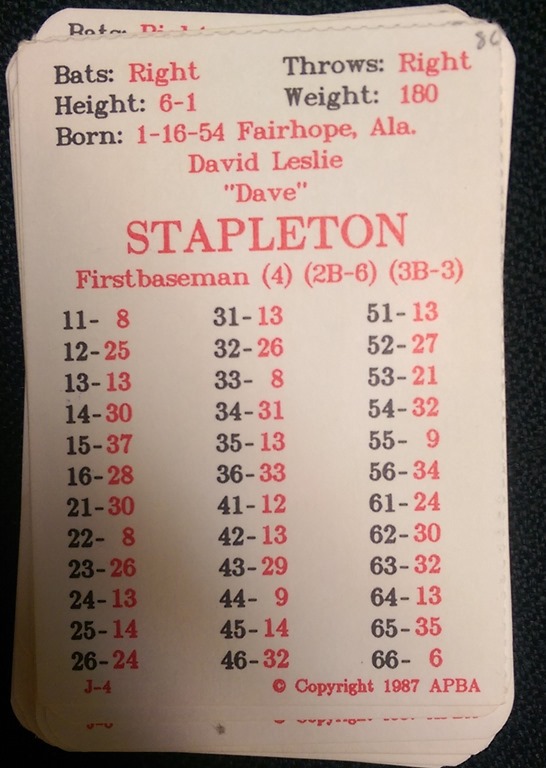 86
Bats: Right Throws: Right
Height: 6-1 Weight: 180
Born: 1-16-54 Fairhope, Ala.
David Leslie
"Dave"
STAPLETON
Firstbaseman (4) (2B-6) (3B-3)
11- 8 31-13 51-13
12-25 32-26 52-27
13-13 33- 8 53-21
14-30 34-31 54-32
15-37 35-13 55- 9
16-28 36-33 56-34
21-30 41-12 61-24
22- 8 42-13 62-30
23-26 43-29 63-32
24-13 44- 9 64-13
25-14 45-14 65-35
26-24 46-32 66- 6
J-4 © Copyright 1987 APBA